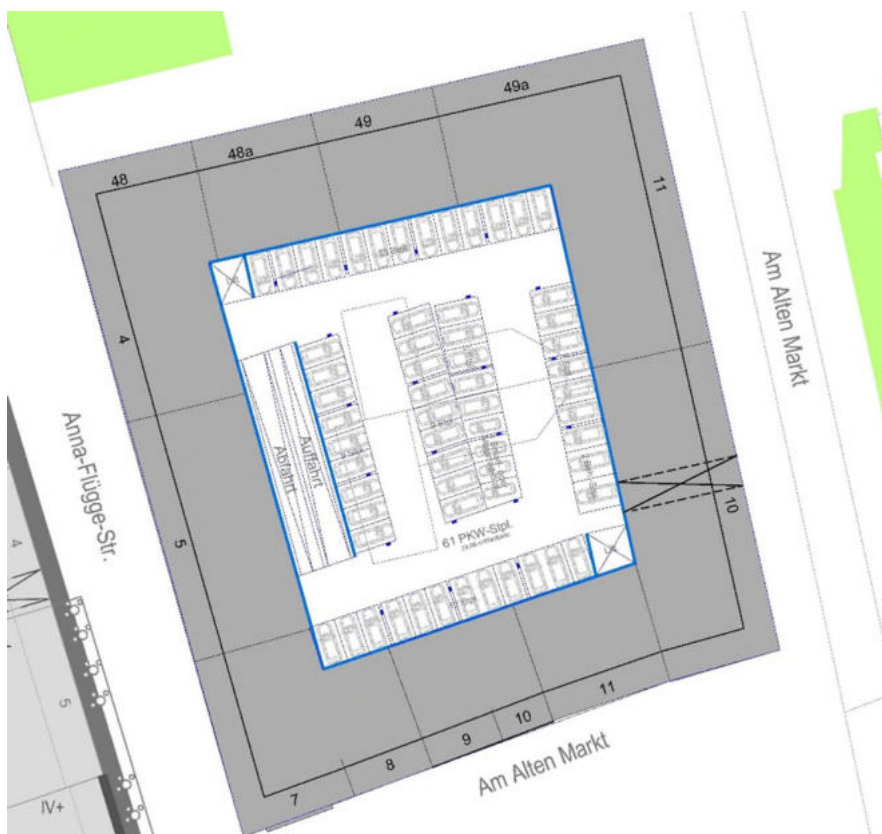 49a
49
48a
48
11
Am Alten Markt
4
Anna-Flügge-Str.
Auffahrt
Abfahrt
5
10
61 PKW-Stpl.
4
5
IV+
11
10
9
8
7
Am Alten Markt